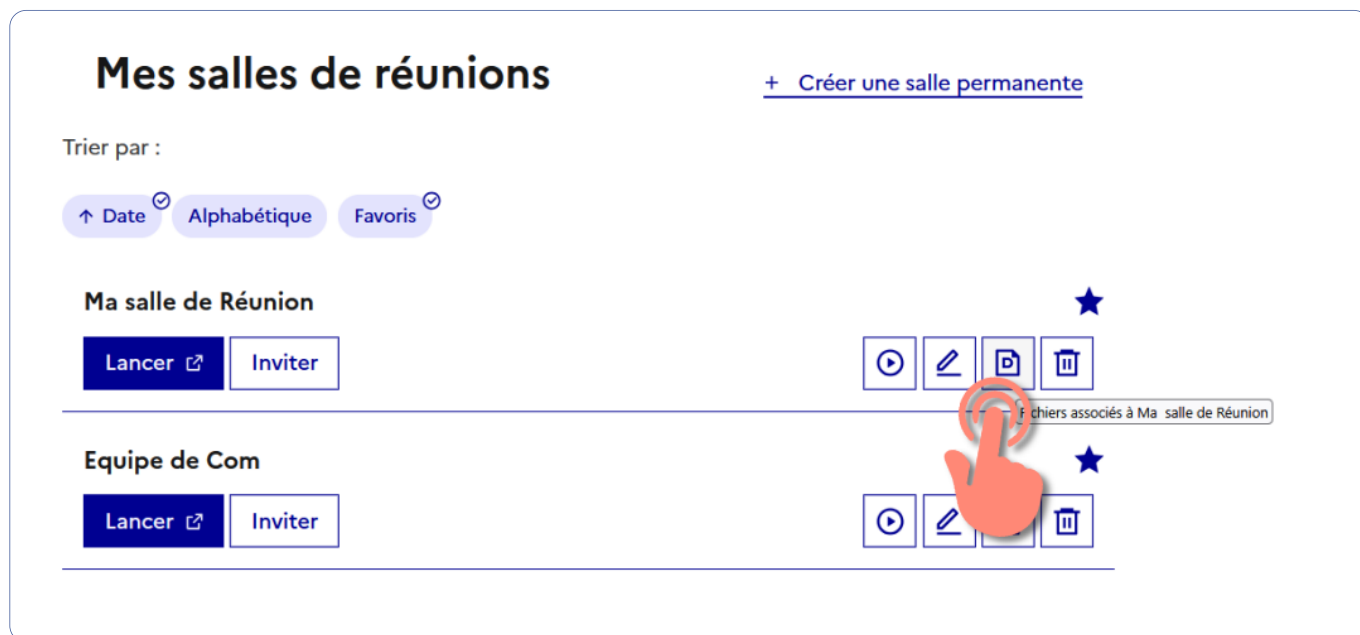 Mes salles de réunions
+ Créer une salle permanente
Trier par :
↑ Date
Alphabétique
Favoris
Ma salle de Réunion
Lancer
Inviter
D
Fichiers associés à Ma salle de Réunion
Equipe de Com
Lancer
Inviter